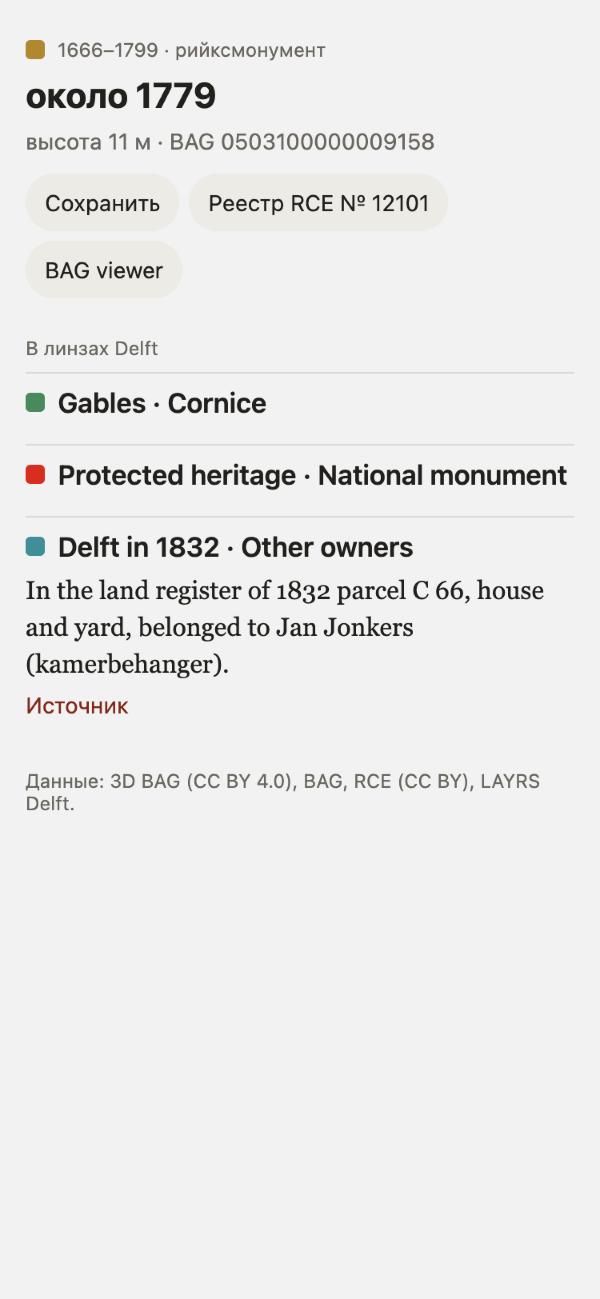 1666–1799 · рийксмонумент
около 1779
высота 11 м · BAG 0503100000009158
Сохранить
Реестр RCE № 12101
BAG viewer
В линзах Delft
Gables · Cornice
Protected heritage · National monument
Delft in 1832 · Other owners
In the land register of 1832 parcel C 66, house
and yard, belonged to Jan Jonkers
(kamerbehanger).
Источник
Данные: 3D BAG (CC BY 4.0), BAG, RCE (CC BY), LAYRS
Delft.